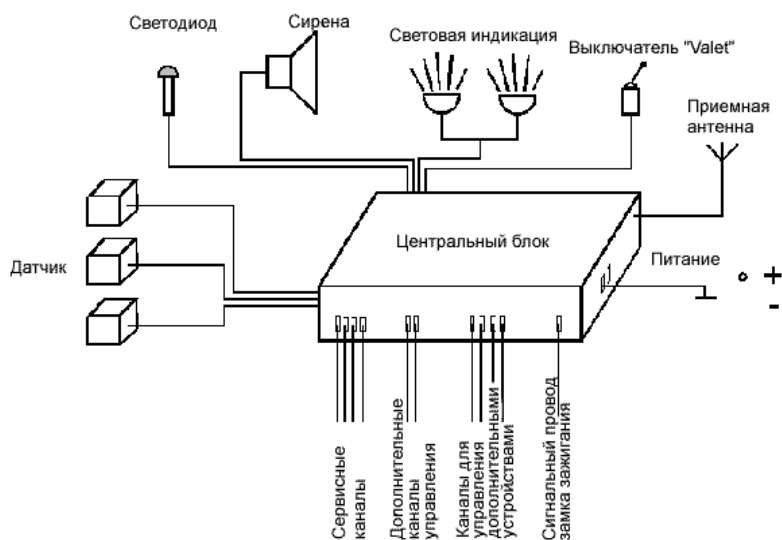 Светодиод
Сирена
Световая индикация
Выключатель "Valet"
Приемная
антенна
Центральный блок
Датчик
Питание
+
-
Сервисные
каналы
Дополнительные
каналы
управления
Каналы для
управления
дополнительными
устройствами
Сигнальный провод
замка зажигания